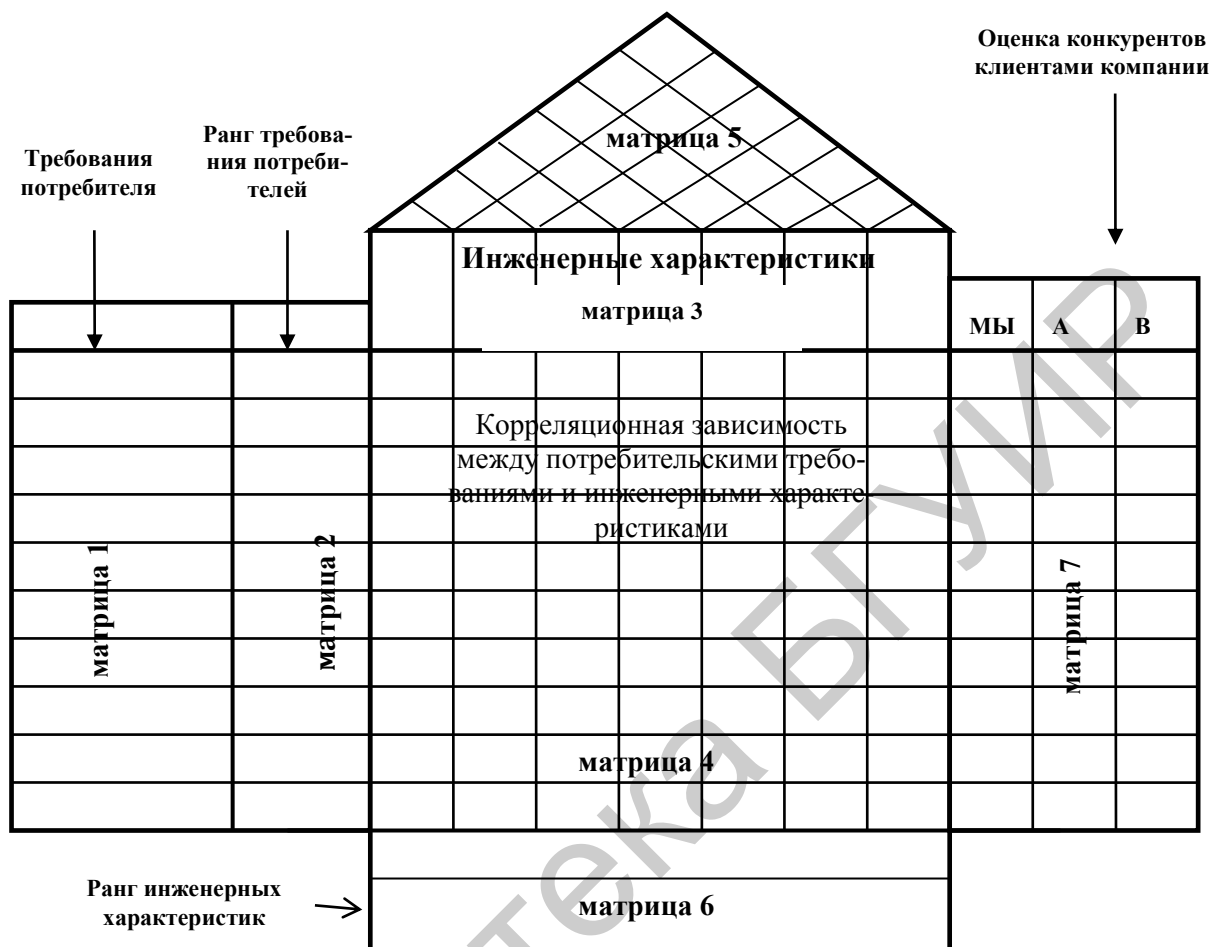 Оценка конкурентов
клиентами компании
Ранг требова-
ния потреби-
телей
Требования
потребителя
матрица 5
Инженерные характеристики
матрица 3
МЫ
А
В
Корреляционная зависимость
между потребительскими требо-
ваниями и инженерными характе-
ристиками
матрица 1
матрица 2
матрица 7
матрица 4
Ранг инженерных
характеристик
матрица 6
тека БГУИР